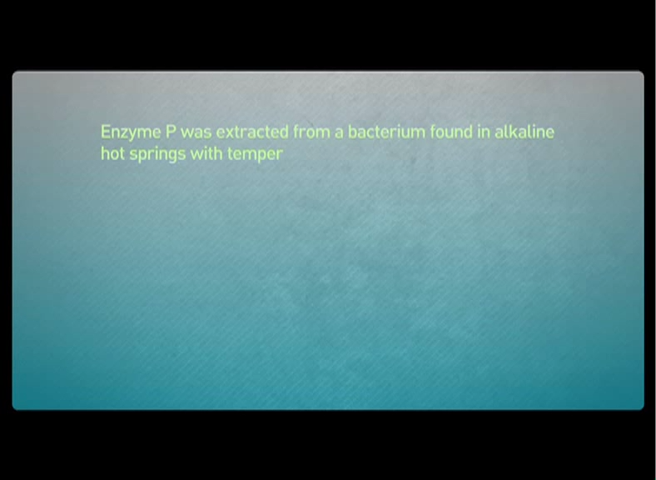 Enzyme P was extracted from a bacterium found in alkaline
hot springs with temper